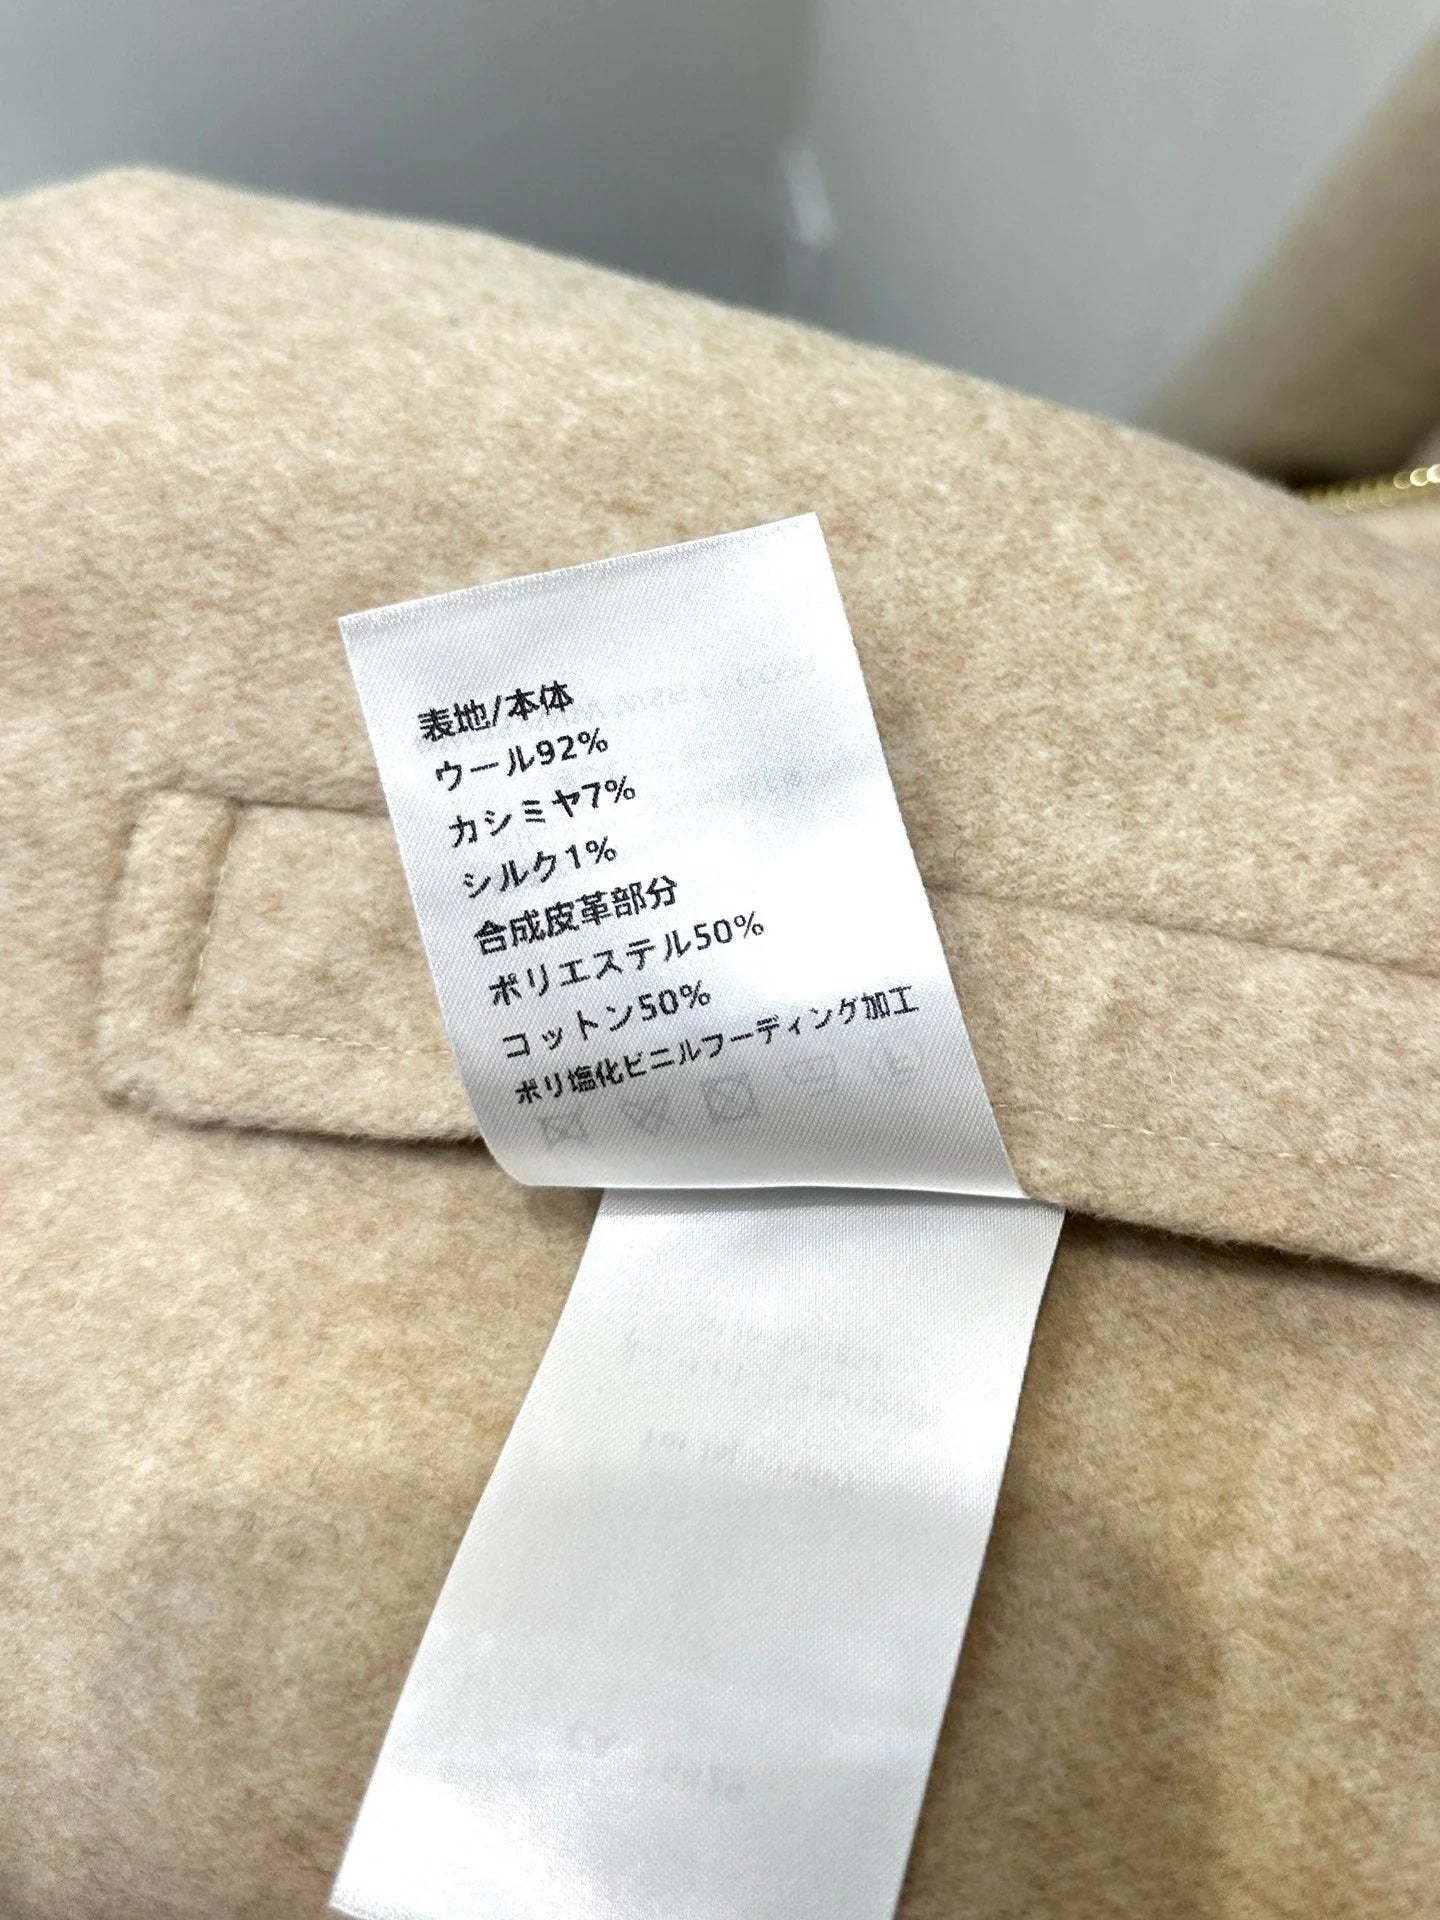 表地/本体
ウール92%
カシミヤ7%
シルク1%
合成皮革部分
ポリエステル50%
コットン50%
ポリ塩化ビニルフーディング加工